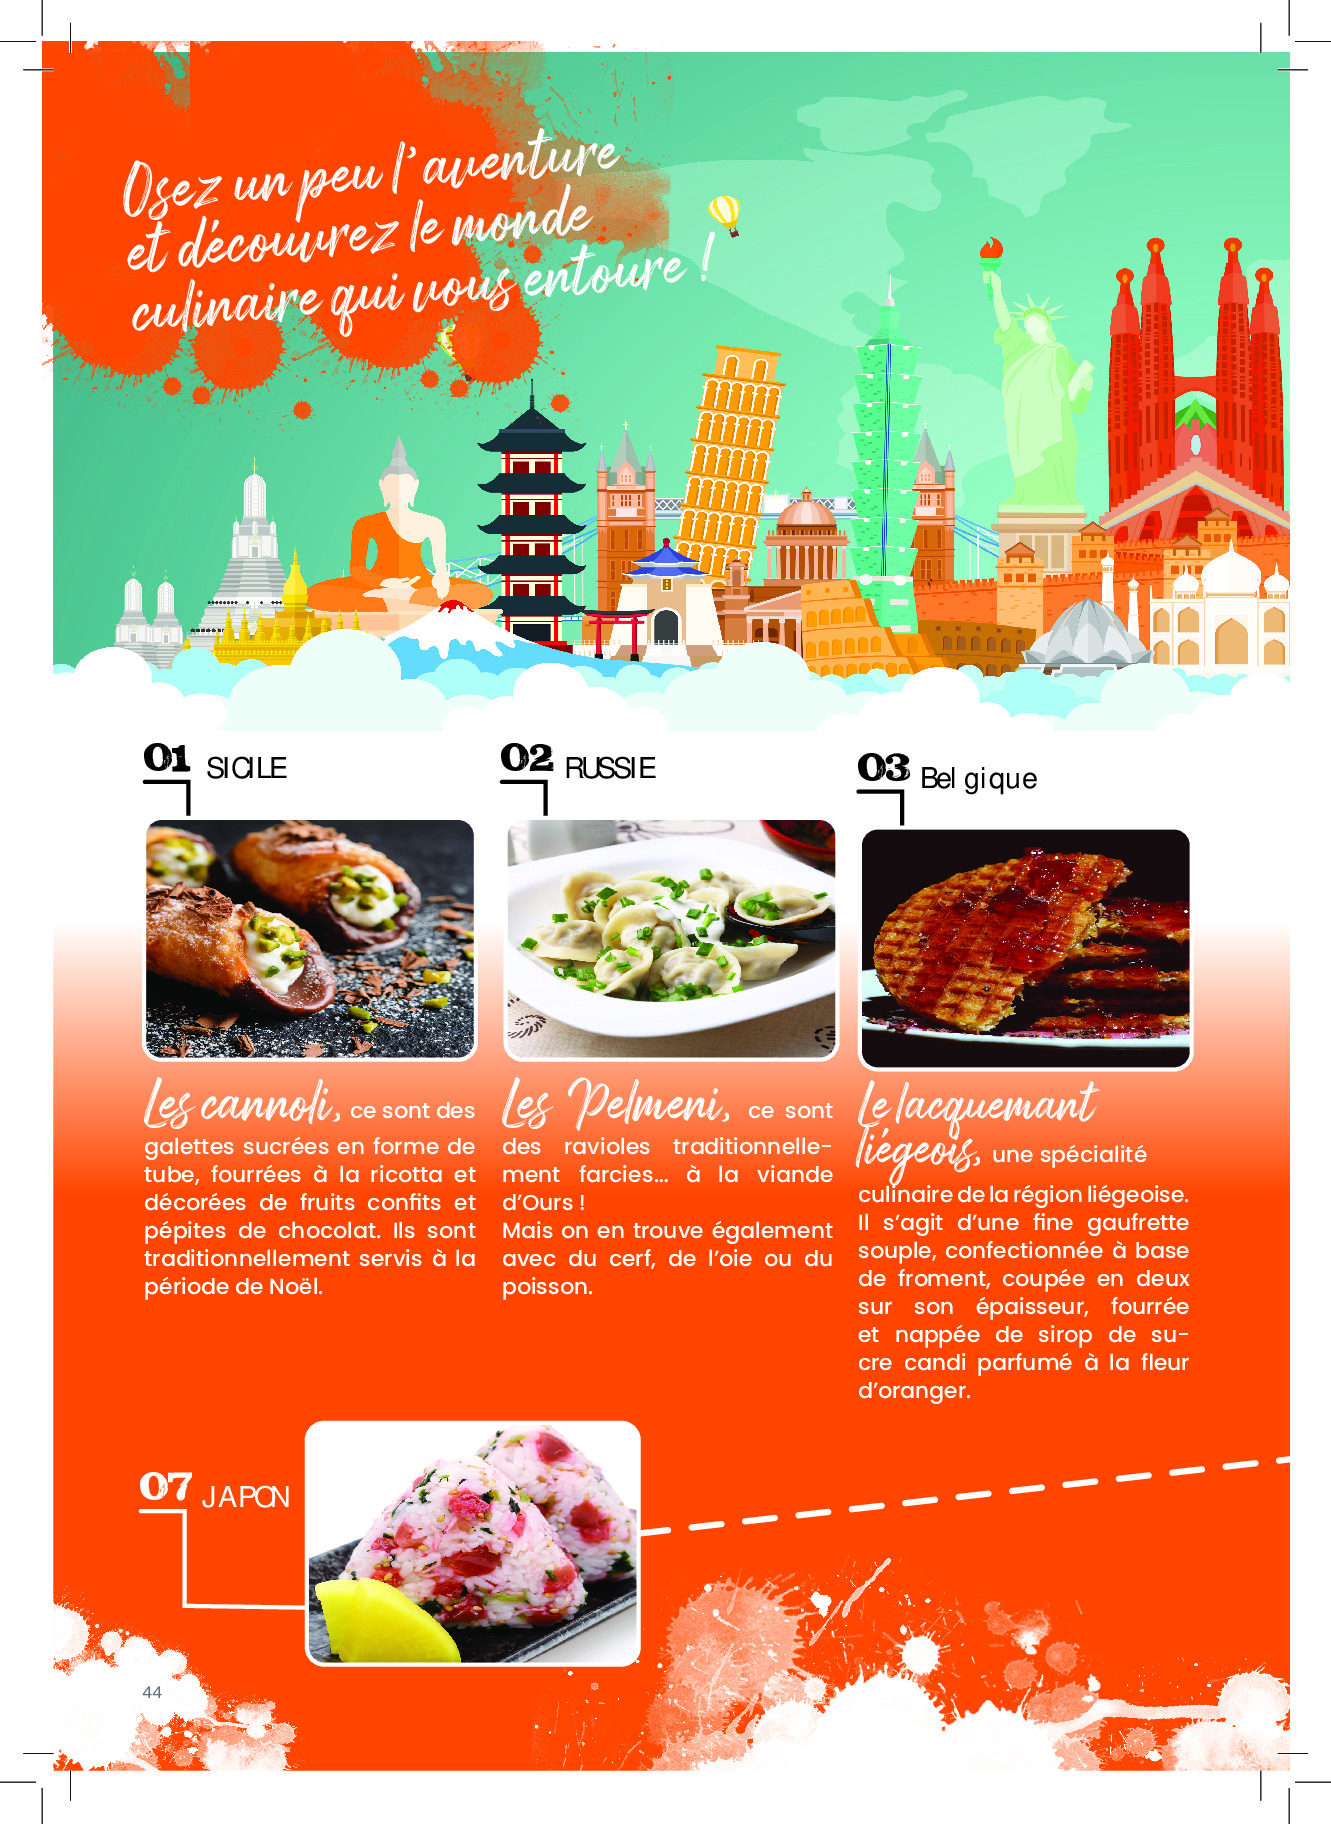 Osez un peu l'aventure
et découvrez le monde
culinaire qui vous entoure !
01 SICILE
Les cannoli, ce sont des
galettes sucrées en forme de
tube, fourrées à la ricotta et
décorées de fruits confits et
pépites de chocolat. Ils sont
traditionnellement servis à la
période de Noël.
02 RUSSIE
Les Pelmeni, ce sont
des ravioles traditionnelle-
ment farcies... à la viande
d'Ours !
Mais on en trouve également
avec du cerf, de l'oie ou du
poisson.
03 Belgique
Le lacquemant
liégeois, une spécialité
culinaire de la région liégeoise.
Il s'agit d'une fine gaufrette
souple, confectionnée à base
de froment, coupée en deux
sur son épaisseur, fourrée
et nappée de sirop de su-
cre candi parfumé à la fleur
d'oranger.
07 JAPON
44